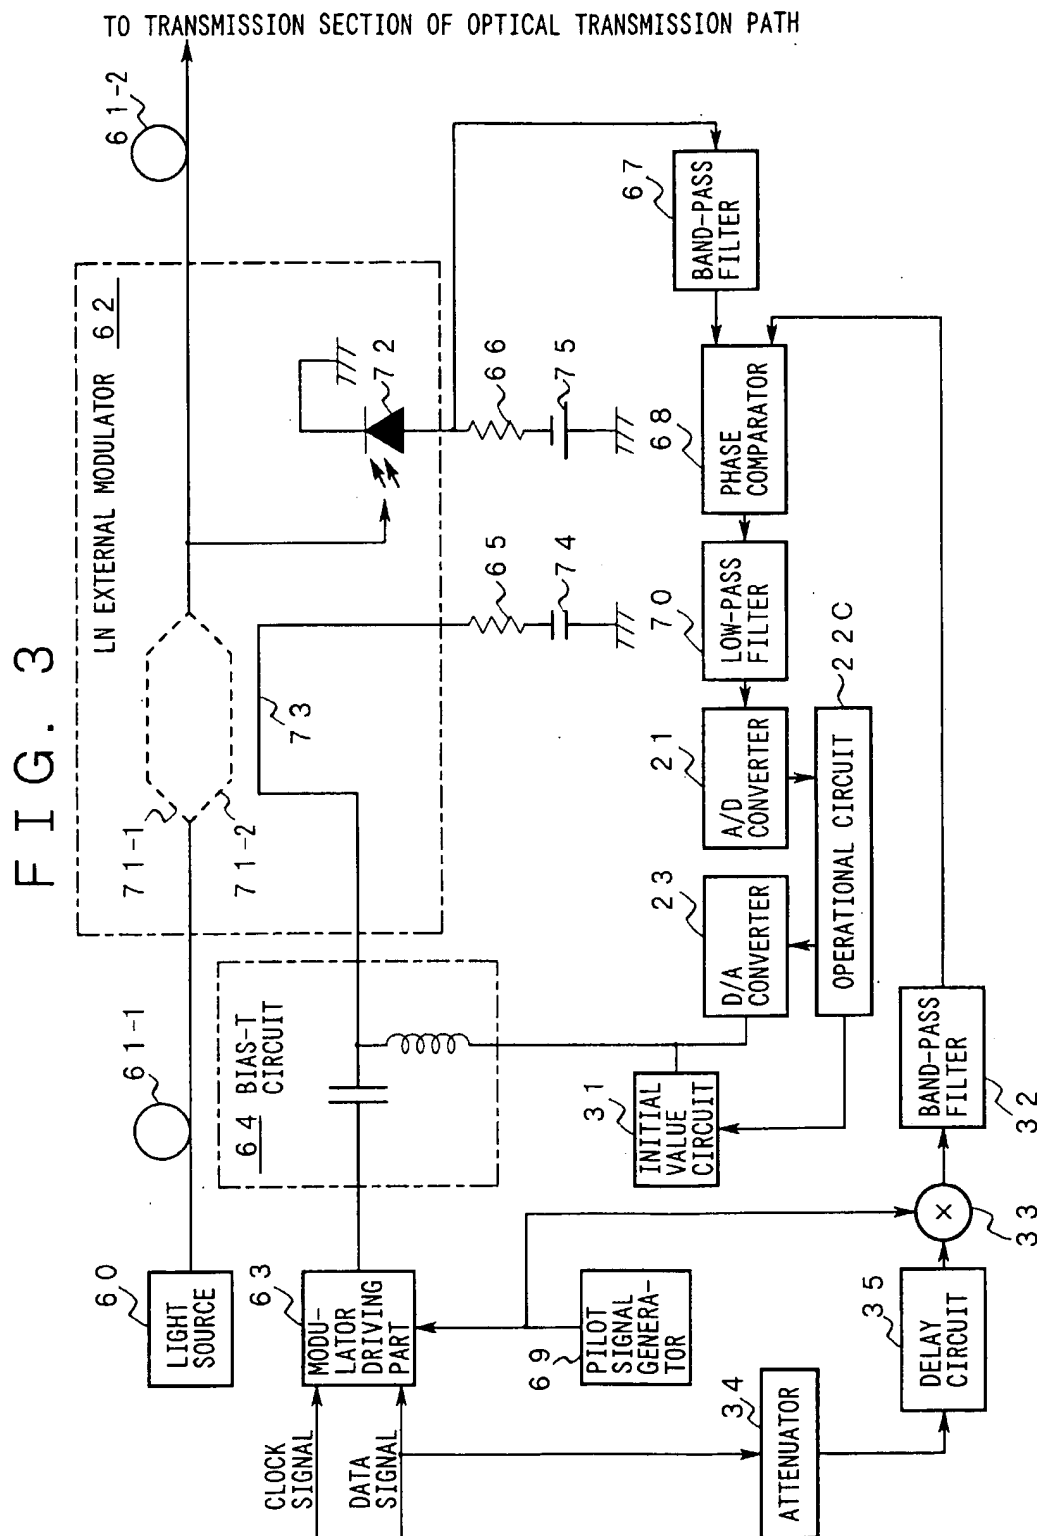 FIG. 3
TO TRANSMISSION SECTION OF OPTICAL TRANSMISSION PATH
61-2
LN EXTERNAL MODULATOR 62
71-1
71-2
73
72
61-1
64 BIAS-T
CIRCUIT
60
LIGHT
SOURCE
63
MODU-
LATOR
DRIVING
PART
CLOCK
SIGNAL
DATA
SIGNAL
65
74
66
75
67
BAND-PASS
FILTER
68
PHASE
COMPARATOR
70
LOW-PASS
FILTER
21
A/D
CONVERTER
23
D/A
CONVERTER
22C
OPERATIONAL CIRCUIT
31
INITIAL
VALUE
CIRCUIT
69
PILOT
SIGNAL
GENERA-
TOR
34
ATTENUATOR
35
DELAY
CIRCUIT
×
33
BAND-PASS
FILTER
32